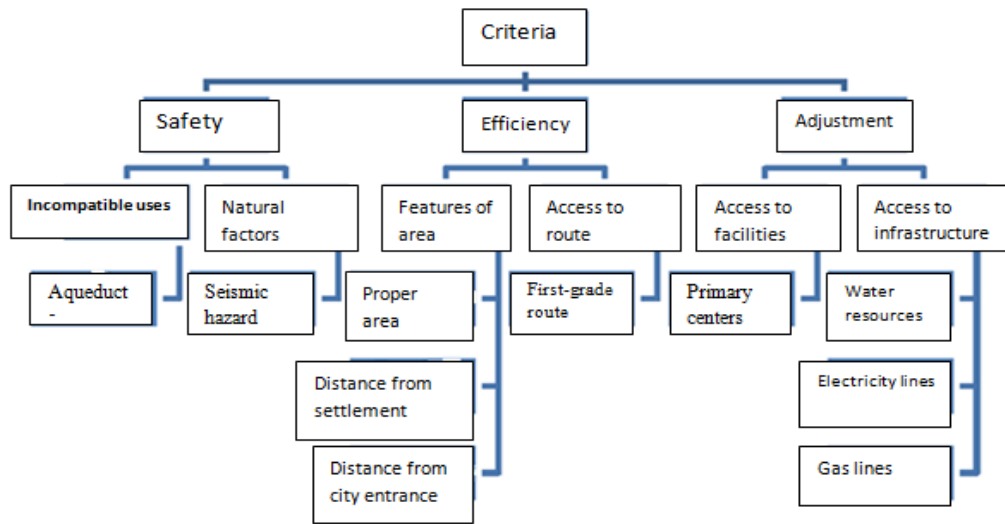 Criteria
Safety
Efficiency
Adjustment
Incompatible uses
Natural
factors
Features of
area
Access to
route
Access to
facilities
Access to
infrastructure
Aqueduct
-
Seismic
hazard
Proper
area
First-grade
route
Primary
centers
Water
resources
Distance from
settlement
Electricity lines
Distance from
city entrance
Gas lines